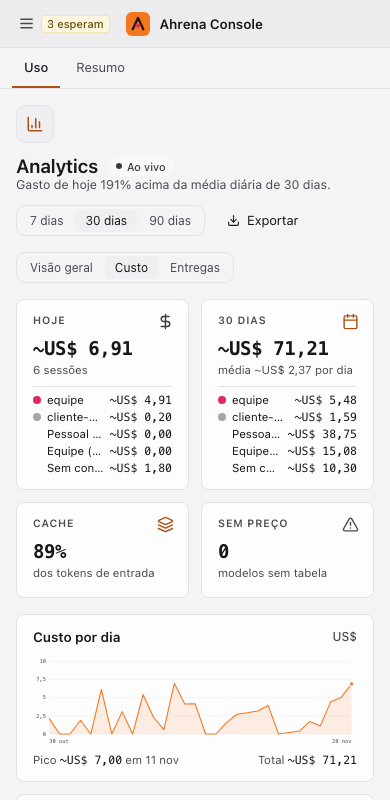 3 esperam
Ahrena Console
Uso
Resumo
Analytics
Ao vivo
Gasto de hoje 191% acima da média diária de 30 dias.
7 dias
30 dias
90 dias
Exportar
Visão geral
Custo
Entregas
HOJE
~US$ 6,91
6 sessões
equipe ~US$ 4,91
cliente-... ~US$ 0,20
Pessoal ... ~US$ 0,00
Equipe (... ~US$ 0,00
Sem con... ~US$ 1,80
30 DIAS
~US$ 71,21
média ~US$ 2,37 por dia
equipe ~US$ 5,48
cliente-... ~US$ 1,59
Pessoa... ~US$ 38,75
Equipe... ~US$ 15,08
Sem c... ~US$ 10,30
CACHE
89%
dos tokens de entrada
SEM PREÇO
0
modelos sem tabela
Custo por dia
US$
10
7,5
5
2,5
0
30 out
28 nov
Pico ~US$ 7,00 em 11 nov
Total ~US$ 71,21